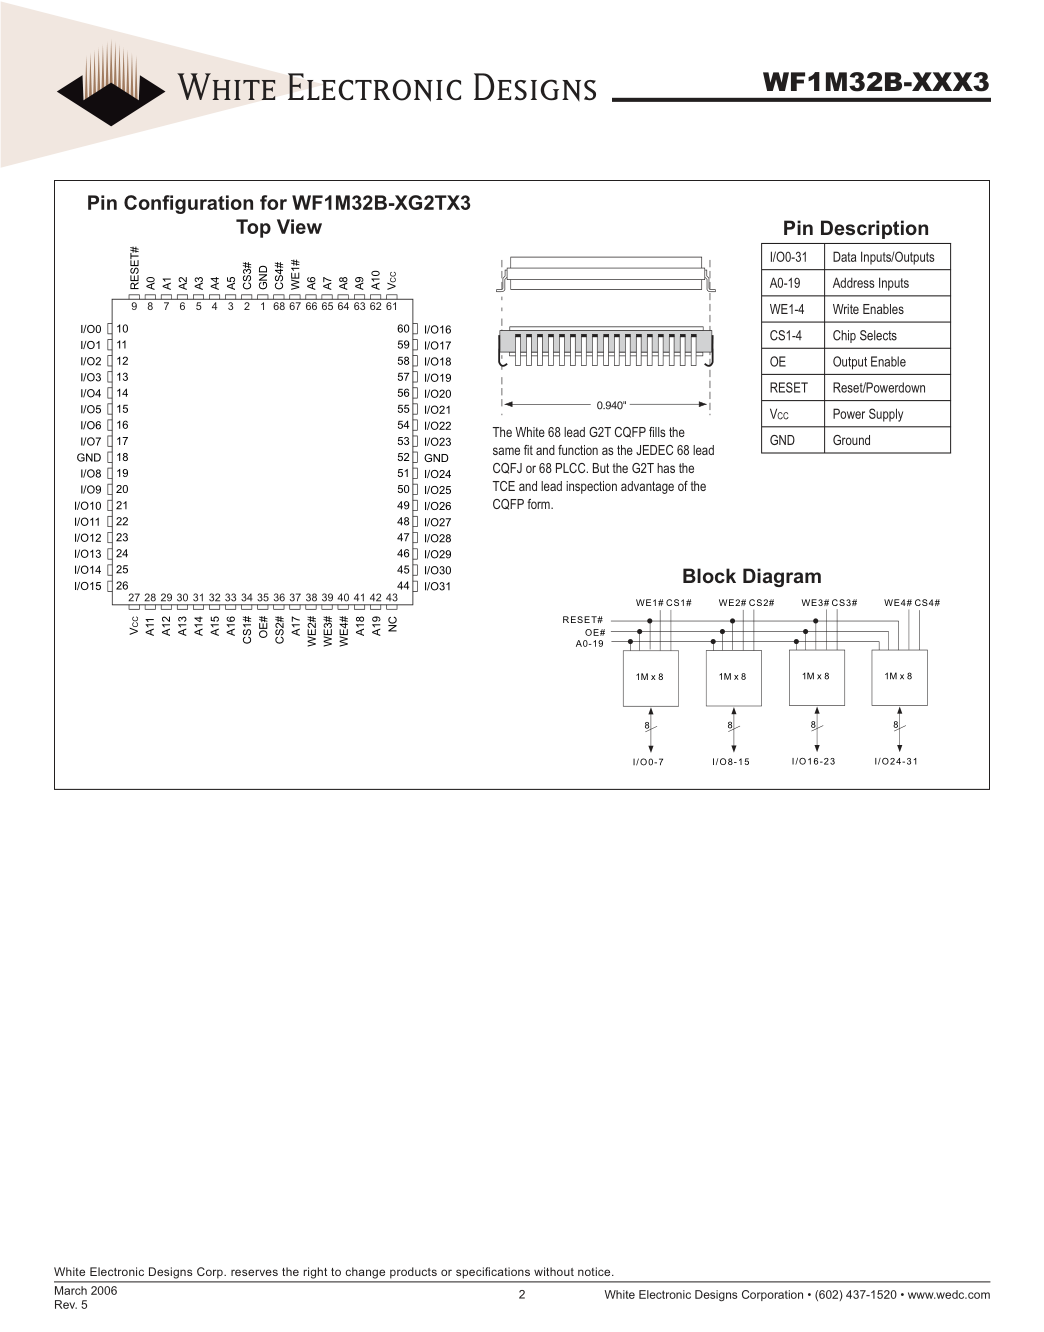 WHITE ELECTRONIC DESIGNS
WF1M32B-XXX3
Pin Configuration for WF1M32B-XG2TX3
Top View
RESET# A0 A1 A2 A3 A4 A5 CS3# GND CS4# WE1# A6 A7 A8 A9 A10 VCC
9 8 7 6 5 4 3 2 1 68 67 66 65 64 63 62 61
I/O0 10 60 I/O16
I/O1 11 59 I/O17
I/O2 12 58 I/O18
I/O3 13 57 I/O19
I/O4 14 56 I/O20
I/O5 15 55 I/O21
I/O6 16 54 I/O22
I/O7 17 53 I/O23
GND 18 52 GND
I/O8 19 51 I/O24
I/O9 20 50 I/O25
I/O10 21 49 I/O26
I/O11 22 48 I/O27
I/O12 23 47 I/O28
I/O13 24 46 I/O29
I/O14 25 45 I/O30
I/O15 26 44 I/O31
27 28 29 30 31 32 33 34 35 36 37 38 39 40 41 42 43
VCC A11 A12 A13 A14 A15 A16 CS1# OE# CS2# A17 WE2# WE3# WE4# A18 A19 NC
0.940"
The White 68 lead G2T CQFP fills the
same fit and function as the JEDEC 68 lead
CQFJ or 68 PLCC. But the G2T has the
TCE and lead inspection advantage of the
CQFP form.
Pin Description
I/O0-31 Data Inputs/Outputs
A0-19 Address Inputs
WE1-4 Write Enables
CS1-4 Chip Selects
OE Output Enable
RESET Reset/Powerdown
VCC Power Supply
GND Ground
Block Diagram
WE1# CS1# WE2# CS2# WE3# CS3# WE4# CS4#
RESET#
OE#
A0-19
1M x 8 1M x 8 1M x 8 1M x 8
8 8 8 8
I/O0-7 I/O8-15 I/O16-23 I/O24-31
White Electronic Designs Corp. reserves the right to change products or specifications without notice.
March 2006
Rev. 5
2
White Electronic Designs Corporation • (602) 437-1520 • www.wedc.com